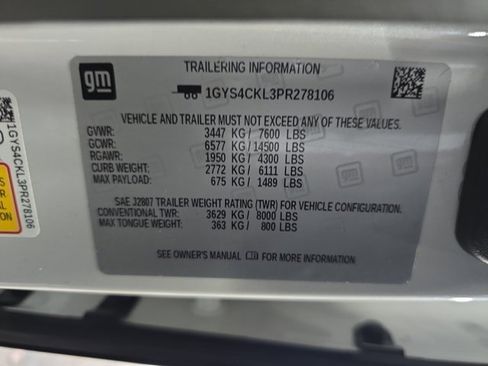 gm
TRAILERING INFORMATION
1GYS4CKL3PR278106
VEHICLE AND TRAILER MUST NOT EXCEED ANY OF THESE VALUES.
GVWR: 3447 KG / 7600 LBS
GCWR: 6577 KG / 14500 LBS
RGAWR: 1950 KG / 4300 LBS
CURB WEIGHT: 2772 KG / 6111 LBS
MAX PAYLOAD: 675 KG / 1489 LBS
SAE J2807 TRAILER WEIGHT RATING (TWR) FOR VEHICLE CONFIGURATION.
CONVENTIONAL TWR: 3629 KG / 8000 LBS
MAX TONGUE WEIGHT: 363 KG / 800 LBS
SEE OWNER'S MANUAL FOR MORE INFORMATION
1GYS4CKL3PR278106